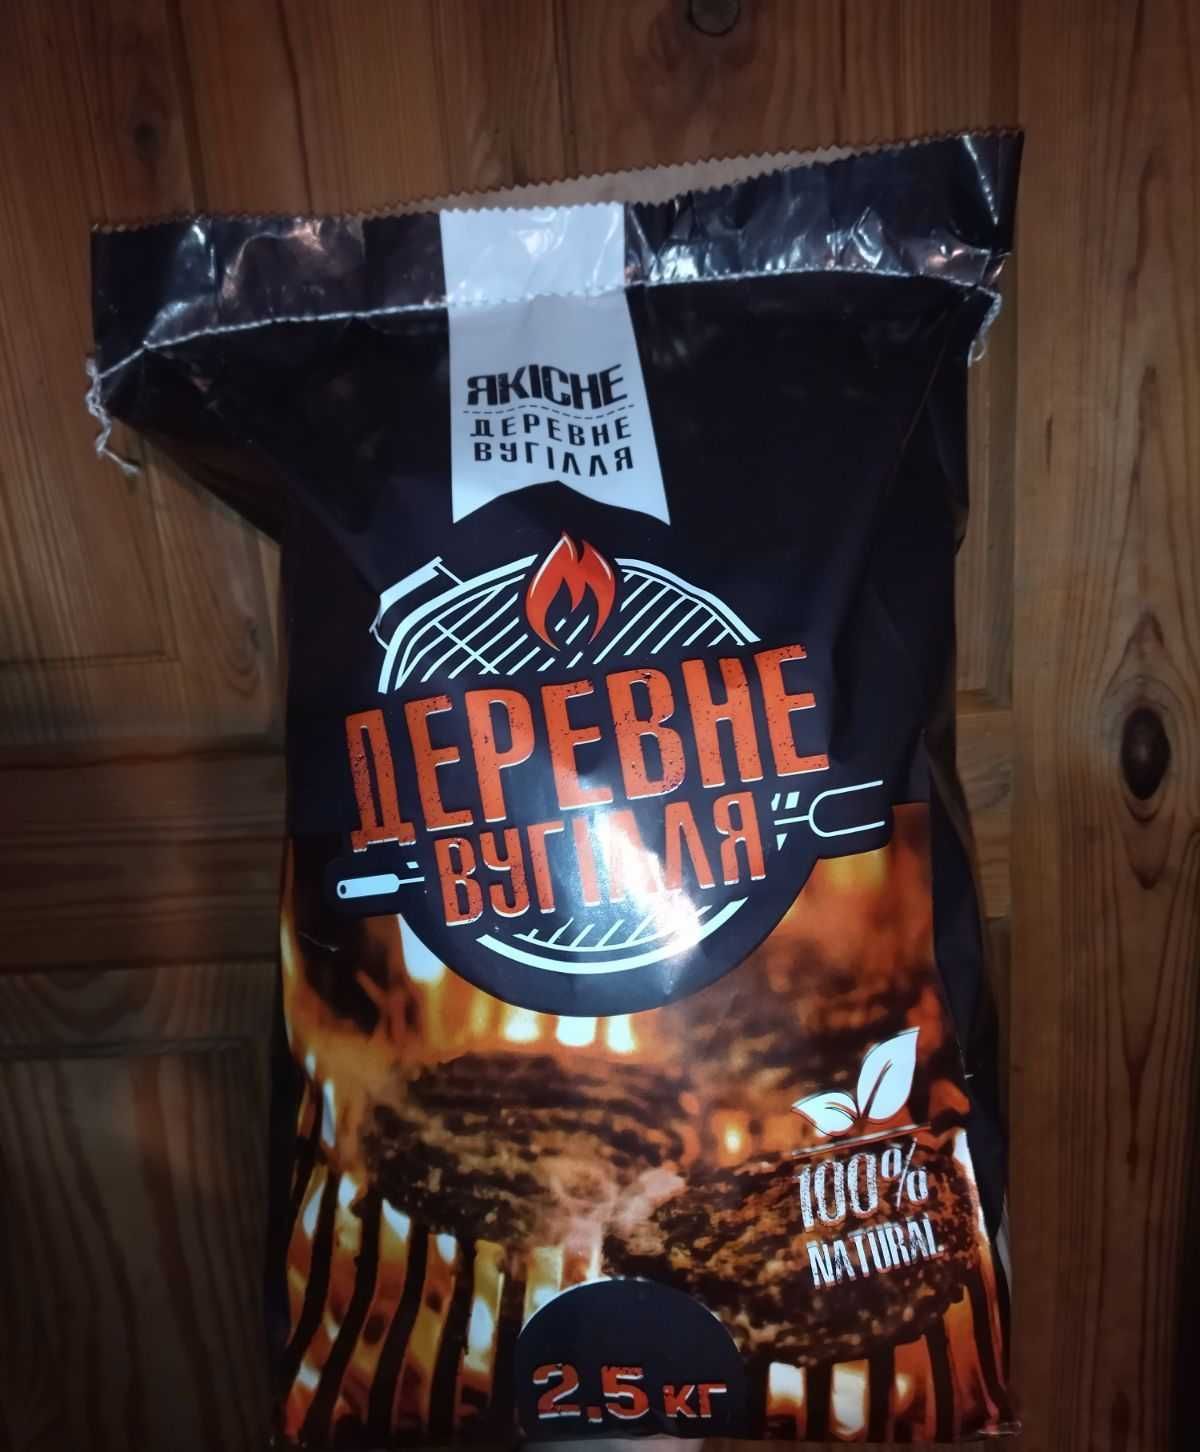 ЯКІСНЕ
ДЕРЕВНЕ
ВУГІЛЛЯ
ДЕРЕВНЕ
ВУГІЛЛЯ
100%
NATURAL
2,5 кг